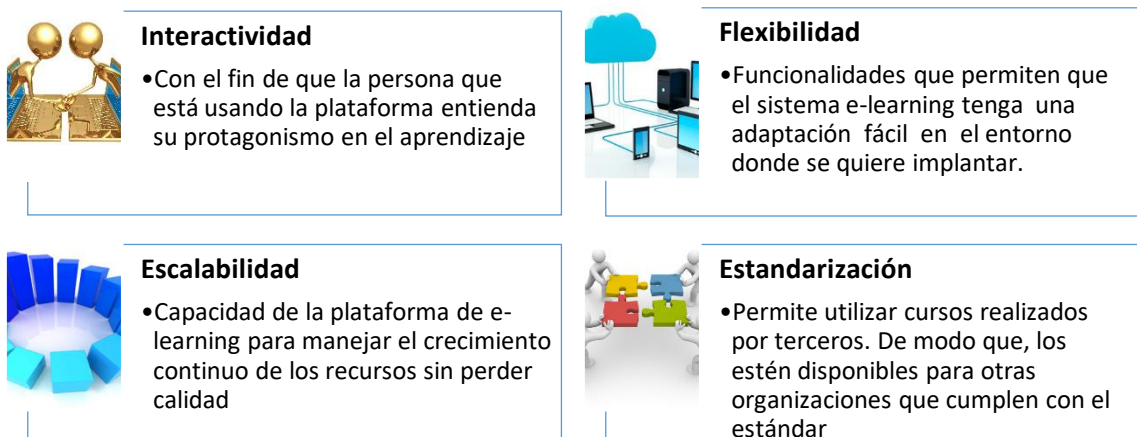 Interactividad
•Con el fin de que la persona que
está usando la plataforma entienda
su protagonismo en el aprendizaje
Flexibilidad
•Funcionalidades que permiten que
el sistema e-learning tenga una
adaptación fácil en el entorno
donde se quiere implantar.
Escalabilidad
•Capacidad de la plataforma de e-
learning para manejar el crecimiento
continuo de los recursos sin perder
calidad
Estandarización
•Permite utilizar cursos realizados
por terceros. De modo que, los
estén disponibles para otras
organizaciones que cumplen con el
estándar